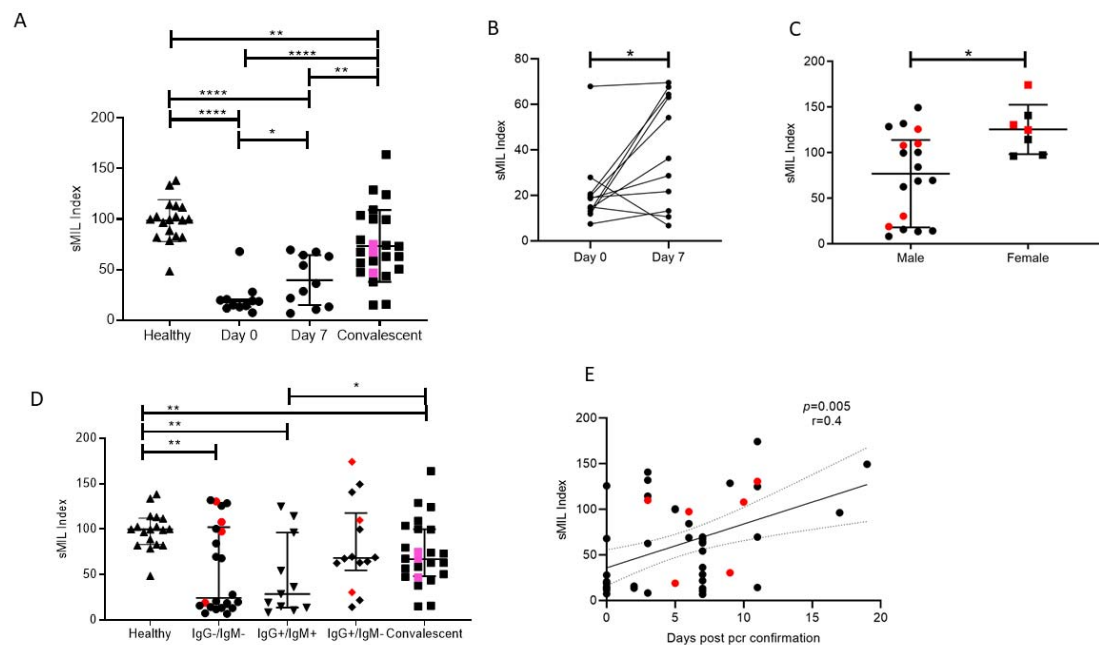 A
**
****
**
****
****
*
200
150
100
50
0
sMIL Index
Healthy
Day 0
Day 7
Convalescent
B
*
80
60
40
20
0
sMIL Index
Day 0
Day 7
C
*
200
150
100
50
0
sMIL Index
Male
Female
D
*
**
**
**
200
150
100
50
0
sMIL Index
Healthy
IgG-/IgM-
IgG+/IgM+
IgG+/IgM-
Convalescent
E
p=0.005
r=0.4
200
150
100
50
0
sMIL Index
0
5
10
15
20
Days post pcr confirmation